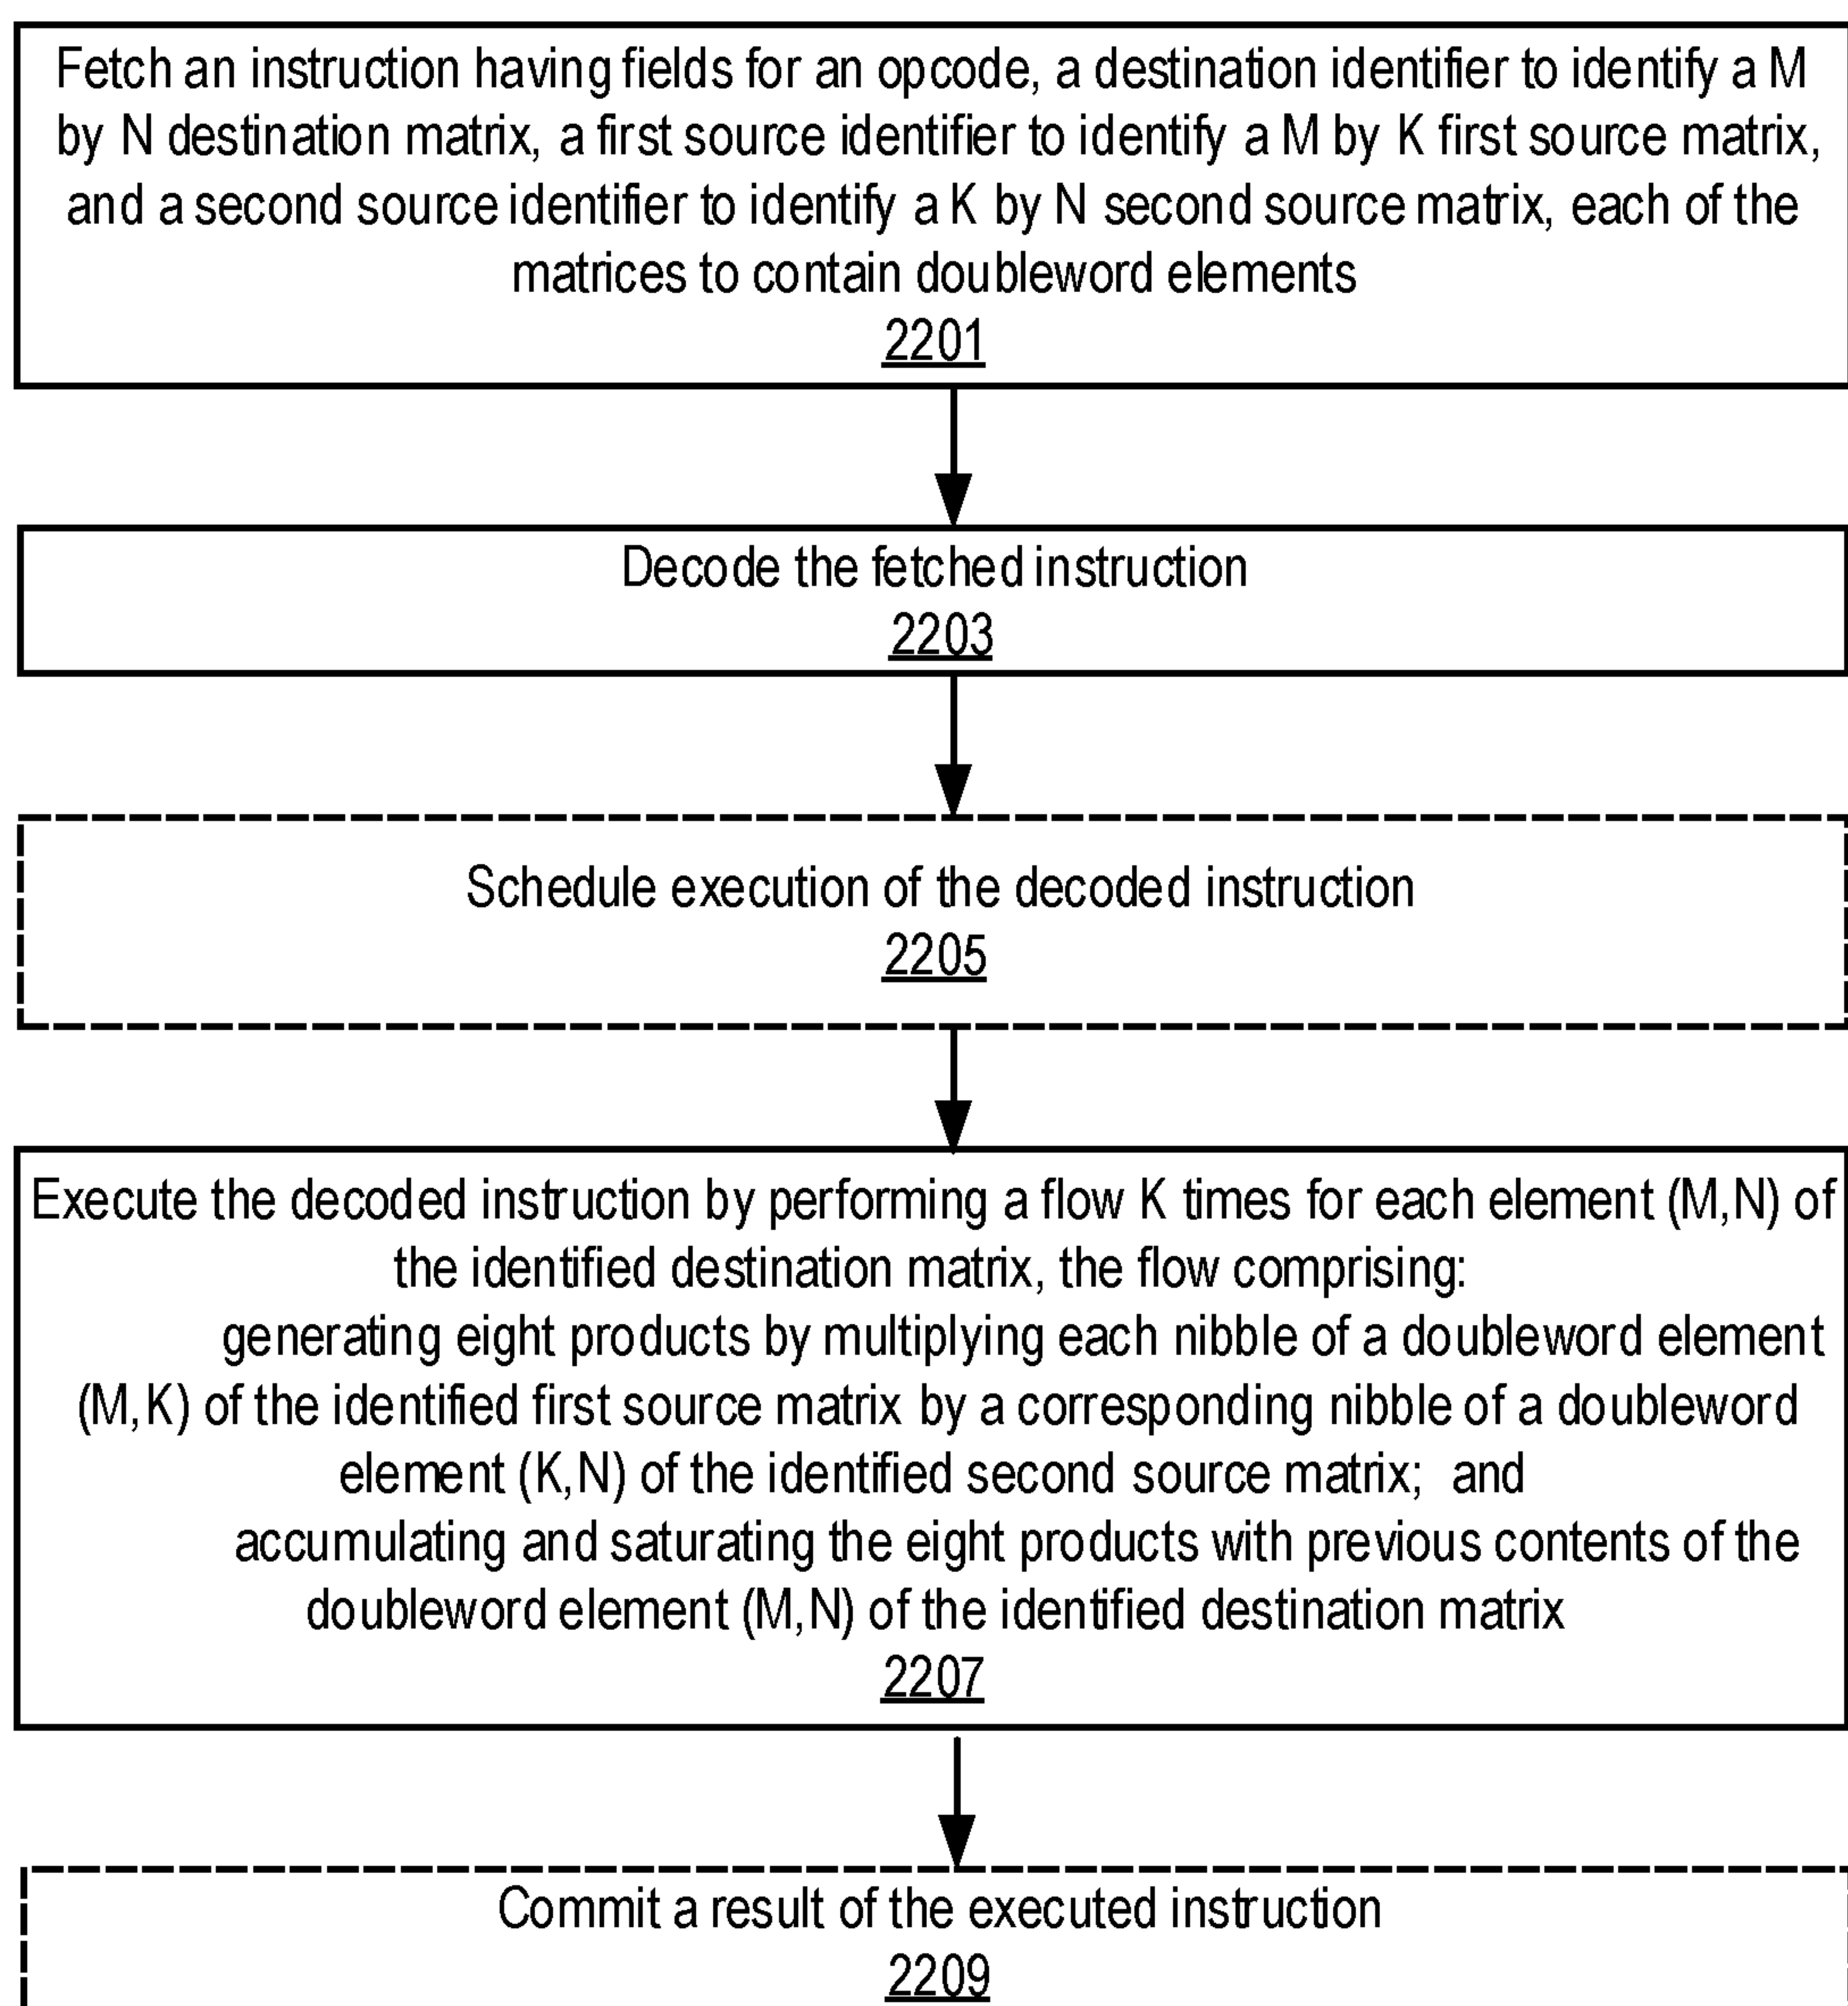 Fetch an instruction having fields for an opcode, a destination identifier to identify a M
by N destination matrix, a first source identifier to identify a M by K first source matrix,
and a second source identifier to identify a K by N second source matrix, each of the
matrices to contain doubleword elements
2201
Decode the fetched instruction
2203
Schedule execution of the decoded instruction
2205
Execute the decoded instruction by performing a flow K times for each element (M,N) of
the identified destination matrix, the flow comprising:
generating eight products by multiplying each nibble of a doubleword element
(M,K) of the identified first source matrix by a corresponding nibble of a doubleword
element (K,N) of the identified second source matrix; and
accumulating and saturating the eight products with previous contents of the
doubleword element (M,N) of the identified destination matrix
2207
Commit a result of the executed instruction
2209